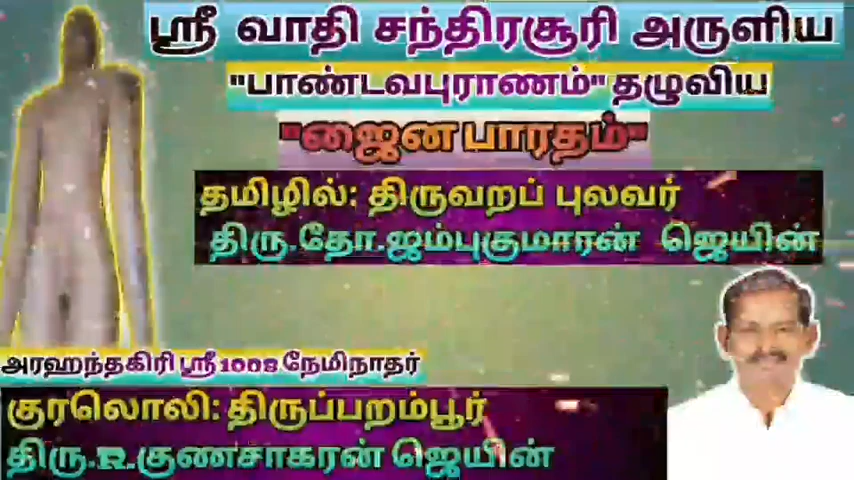 ஸ்ரீ வாதி சந்திரசூரி அருளிய
"பாண்டவபுராணம்" தழுவிய
"ஜைன பாரதம்"
தமிழில்: திருவறப் புலவர்
திரு.தோ.ஜம்புகுமாரன் ஜெயின்
அரஹந்தகிரி ஸ்ரீ 1008 நேமிநாதர்
குரலொலி: திருப்பறம்பூர்
திரு.R.குணசாகரன் ஜெயின்